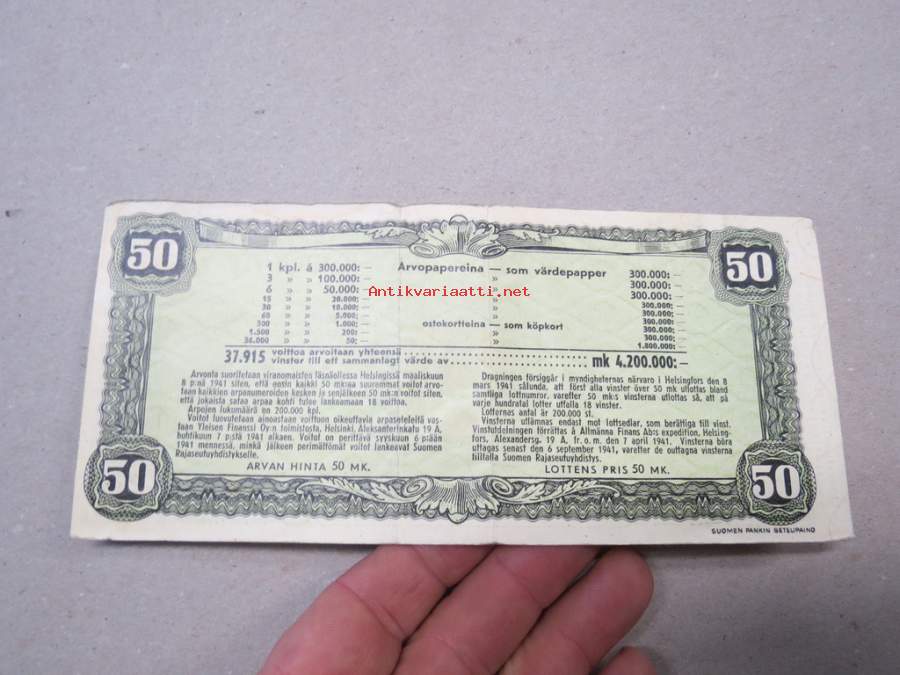 50 50
1 kpl. á 300.000:— Arvopapereina — som värdepapper 300.000:—
3 » » 100.000:— » 300.000:—
6 » » 50,000:— » 300.000:—
15 » » 20.000:— » 300.000:—
30 » » 10.000:— » 300.000:—
60 » » 5.000:— » 300.000:—
300 » » 1.000:— ostokortteina — som köpkort 300.000:—
1.500 » » 200:— » 300.000:—
36.000 » » 50:— » 1.800.000:—
Antikvariaatti.net
37.915 voittoa arvoitaan yhteensä
vinster till ett sammanlagt värde av mk 4.200.000:—
Arvonta suoritetaan viranomaisten läsnäollessa Helsingissä maaliskuun
8 p:nä 1941 siten, että ensin kaikki 50 mk:aa suuremmat voitot arvo-
taan kaikkien arpanumeroiden kesken ja senjälkeen 50 mk:n voitot siten,
että jokaista sataa arpaa kohti tulee lankeamaan 18 voittoa.
Arpojen lukumäärä on 200.000 kpl.
Voitot luovutetaan ainoastaan voittoon oikeuttavia arpaseteleitä vas-
taan Yleisen Finanssi Oy:n toimistosta, Helsinki, Aleksanterinkatu 19 A,
huhtikuun 7 p:stä 1941 alkaen. Voitot on perittävä syyskuun 6 p:ään
1941 mennessä, minkä jälkeen perimättömät voitot lankeavat Suomen
Rajaseutuyhdistykselle.
ARVAN HINTA 50 MK.
Dragningen försiggår i myndigheternas närvaro i Helsingfors den 8
mars 1941 sålunda, att först alla vinster över 50 mk utlottas bland
samtliga lottnumror, varefter 50 mk:s vinsterna utlottas så, att på
varje hundratal lotter utfalla 18 vinster.
Lotternas antal är 200.000 st.
Vinsterna utlämnas endast mot lottsedlar, som berättiga till vinst.
Vinstutdelningen förrättas å Allmänna Finans Ab:s expedition, Helsing-
fors, Alexandersg. 19 A, fr. o. m. den 7 april 1941. Vinsterna böra
uttagas senast den 6 september 1941, varefter de outtagna vinsterna
tillfalla Suomen Rajaseutuyhdistys.
LOTTENS PRIS 50 MK.
50 50
SUOMEN PANKIN SETELIPAINO